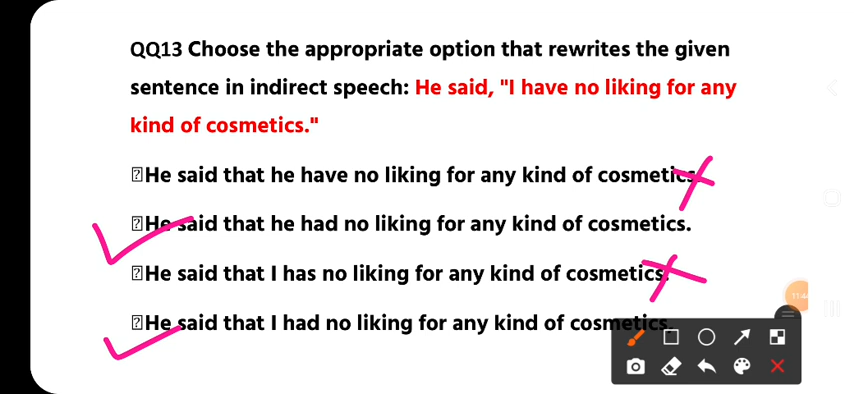 QQ13 Choose the appropriate option that rewrites the given
sentence in indirect speech: He said, "I have no liking for any
kind of cosmetics."
He said that he have no liking for any kind of cosmetics.
He said that he had no liking for any kind of cosmetics.
He said that I has no liking for any kind of cosmetics.
He said that I had no liking for any kind of cosmetics.